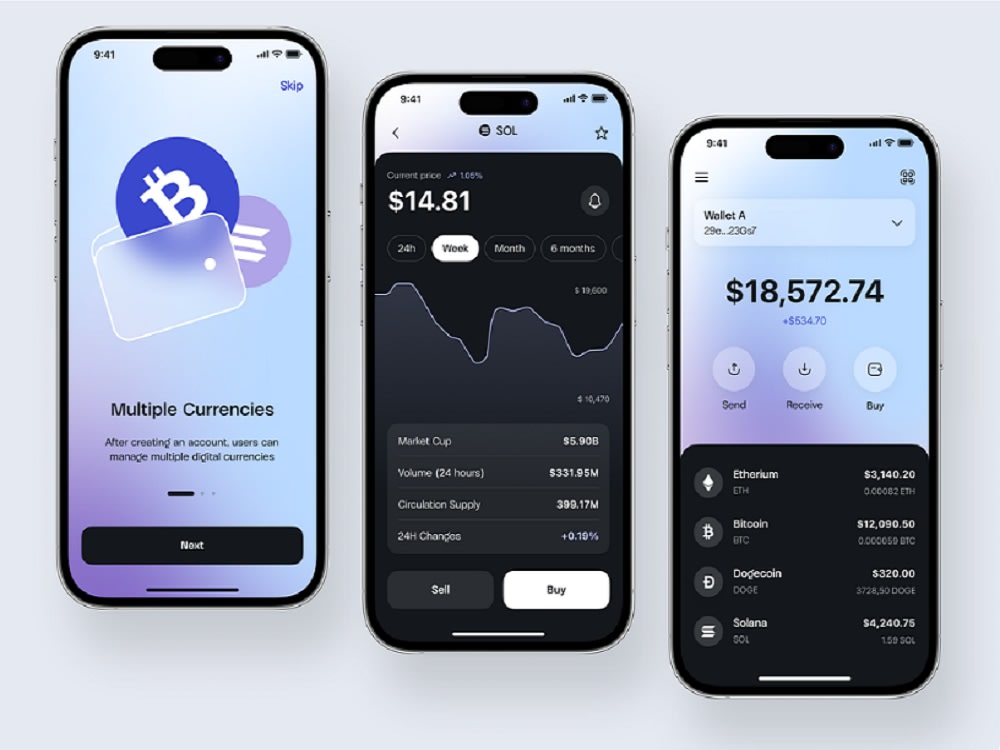 9:41
Skip
Multiple Currencies
After creating an account, users can
manage multiple digital currencies
Next
9:41
SOL
Current price 1.05%
$14.81
24h Week Month 6 months
$ 19,600
$ 10,470
Market Cup $5.90B
Volume (24 hours) $331.95M
Circulation Supply 399.17M
24H Changes +0.19%
Sell Buy
9:41
Wallet A
29e...23Gs7
$18,572.74
+$534.70
Send Receive Buy
Etherium $3,140.20
ETH 0.00082 ETH
Bitcoin $12,090.50
BTC 0.000059 BTC
Dogecoin $320.00
DOGE 3728,50 DOGE
Solana $4,240.75
SOL 1.59 SOL